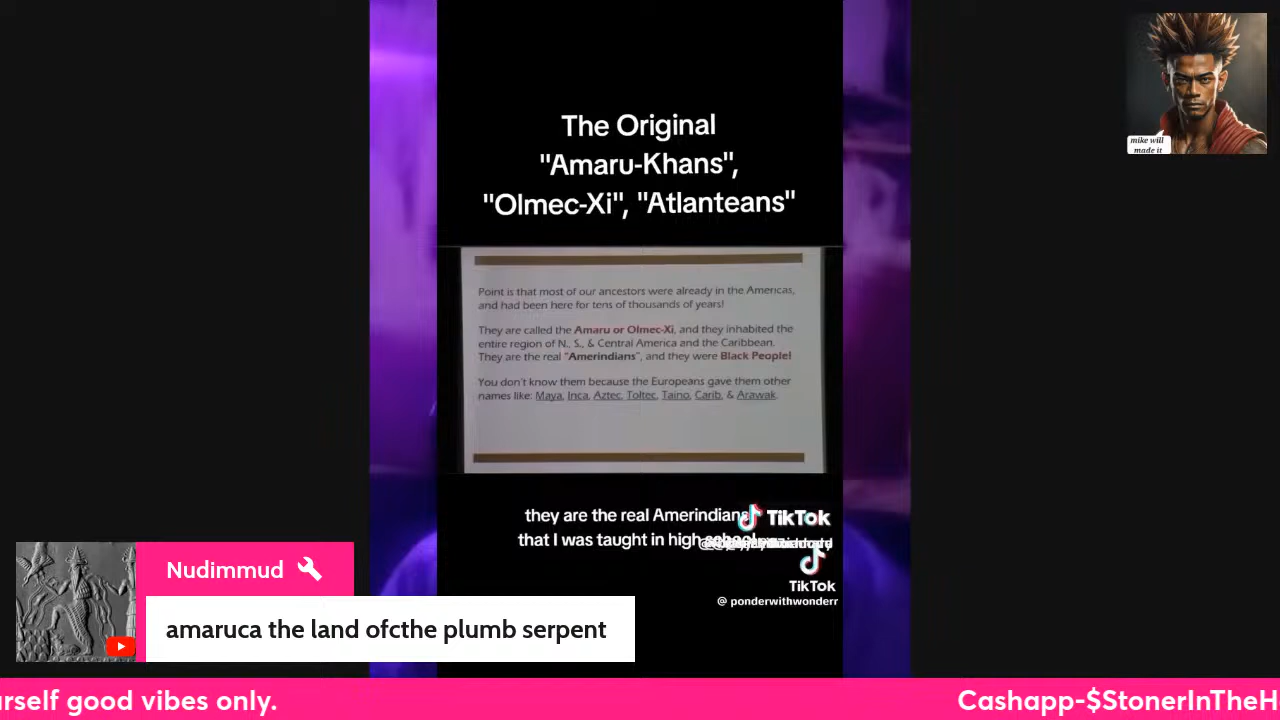 mike will
made it
The Original
"Amaru-Khans",
"Olmec-Xi", "Atlanteans"
Point is that most of our ancestors were already in the Americas,
and had been here for tens of thousands of years!
They are called the Amaru or Olmec-Xi, and they inhabited the
entire region of N., S., & Central America and the Caribbean.
They are the real "Amerindians", and they were Black People!
You don't know them because the Europeans gave them other
names like: Maya, Inca, Aztec, Toltec, Taino, Carib, & Arawak.
they are the real Amerindians
that I was taught in high school
TikTok
TikTok
@ ponderwithwonderr
Nudimmud
amaruca the land ofcthe plumb serpent
urself good vibes only.
Cashapp-$StonerInTheH